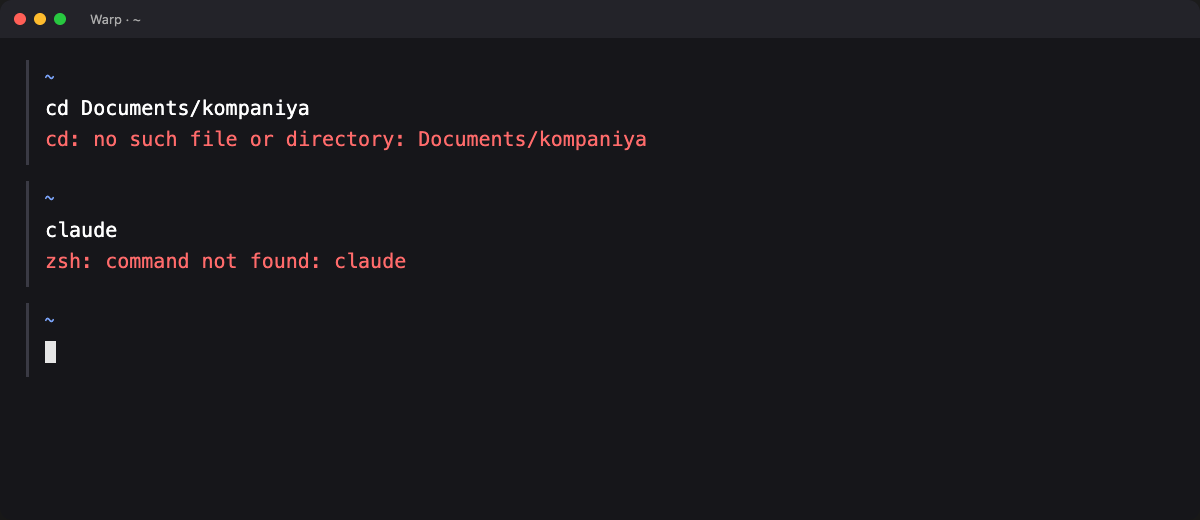 Warp · ~
~
cd Documents/kompaniya
cd: no such file or directory: Documents/kompaniya
~
claude
zsh: command not found: claude
~